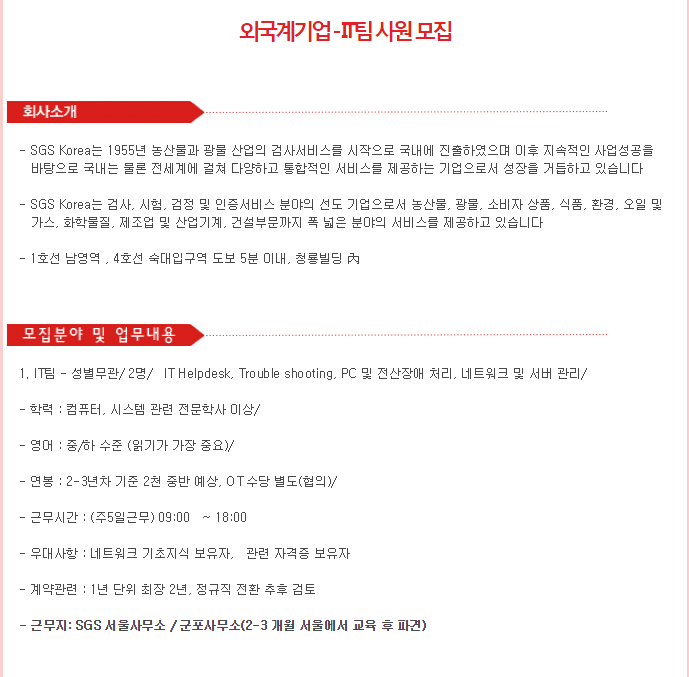 외국계기업-IT팀 사원 모집
회사소개
- SGS Korea는 1955년 농산물과 광물 산업의 검사서비스를 시작으로 국내에 진출하였으며 이후 지속적인 사업성공을
바탕으로 국내는 물론 전세계에 걸쳐 다양하고 통합적인 서비스를 제공하는 기업으로서 성장을 거듭하고 있습니다
- SGS Korea는 검사, 시험, 검정 및 인증서비스 분야의 선도 기업으로서 농산물, 광물, 소비자 상품, 식품, 환경, 오일 및
가스, 화학물질, 제조업 및 산업기계, 건설부문까지 폭 넓은 분야의 서비스를 제공하고 있습니다
- 1호선 남영역 , 4호선 숙대입구역 도보 5분 이내, 청룡빌딩 內
모집분야 및 업무내용
1. IT팀 - 성별무관/ 2명/ IT Helpdesk, Trouble shooting, PC 및 전산장애 처리, 네트워크 및 서버 관리/
- 학력 : 컴퓨터, 시스템 관련 전문학사 이상/
- 영어 : 중/하 수준 (읽기가 가장 중요)/
- 연봉 : 2-3년차 기준 2천 중반 예상, OT수당 별도(협의)/
- 근무시간 : (주5일근무) 09:00 ~ 18:00
- 우대사항 : 네트워크 기초지식 보유자, 관련 자격증 보유자
- 계약관련 : 1년 단위 최장 2년, 정규직 전환 추후 검토
- 근무지: SGS 서울사무소 / 군포사무소(2-3 개월 서울에서 교육 후 파견)